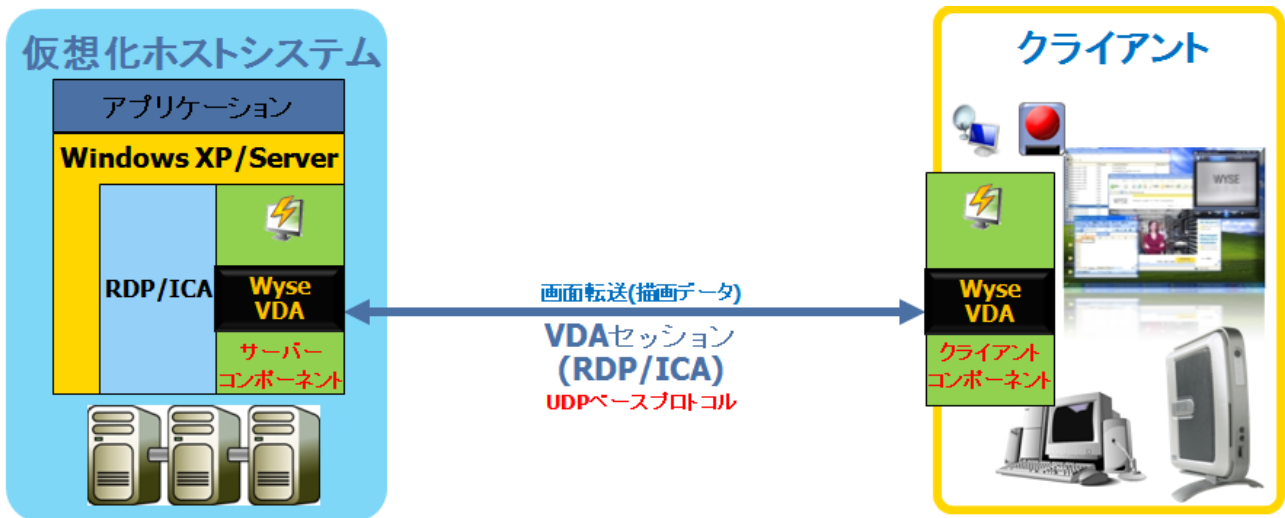 仮想化ホストシステム
アプリケーション
Windows XP/Server
RDP/ICA
Wyse
VDA
サーバー
コンポーネント
画面転送(描画データ)
VDAセッション
(RDP/ICA)
UDPベースプロトコル
クライアント
WYSE
Wyse
VDA
クライアント
コンポーネント